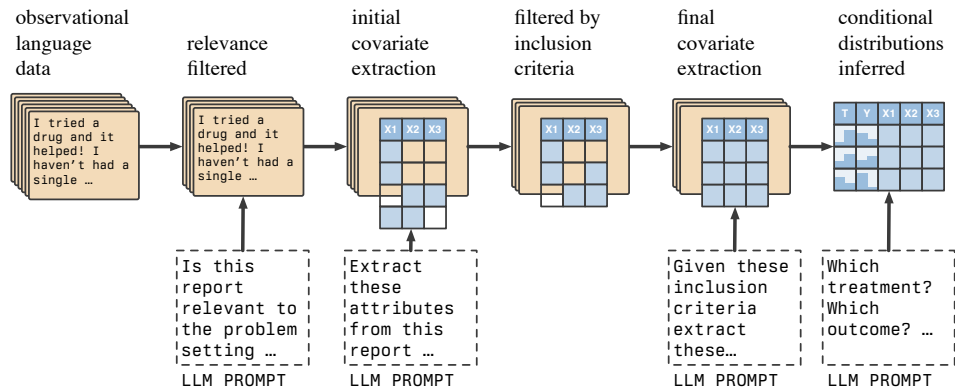 observational
language
data
relevance
filtered
initial
covariate
extraction
filtered by
inclusion
criteria
final
covariate
extraction
conditional
distributions
inferred
I tried a
drug and it
helped! I
haven't had a
single …
I tried a
drug and it
helped! I
haven't had a
single …
X1 X2 X3
X1 X2 X3
X1 X2 X3
T Y X1 X2 X3
Is this
report
relevant to
the problem
setting …
LLM PROMPT
Extract
these
attributes
from this
report …
LLM PROMPT
Given these
inclusion
criteria
extract
these…
LLM PROMPT
Which
treatment?
Which
outcome? …
LLM PROMPT